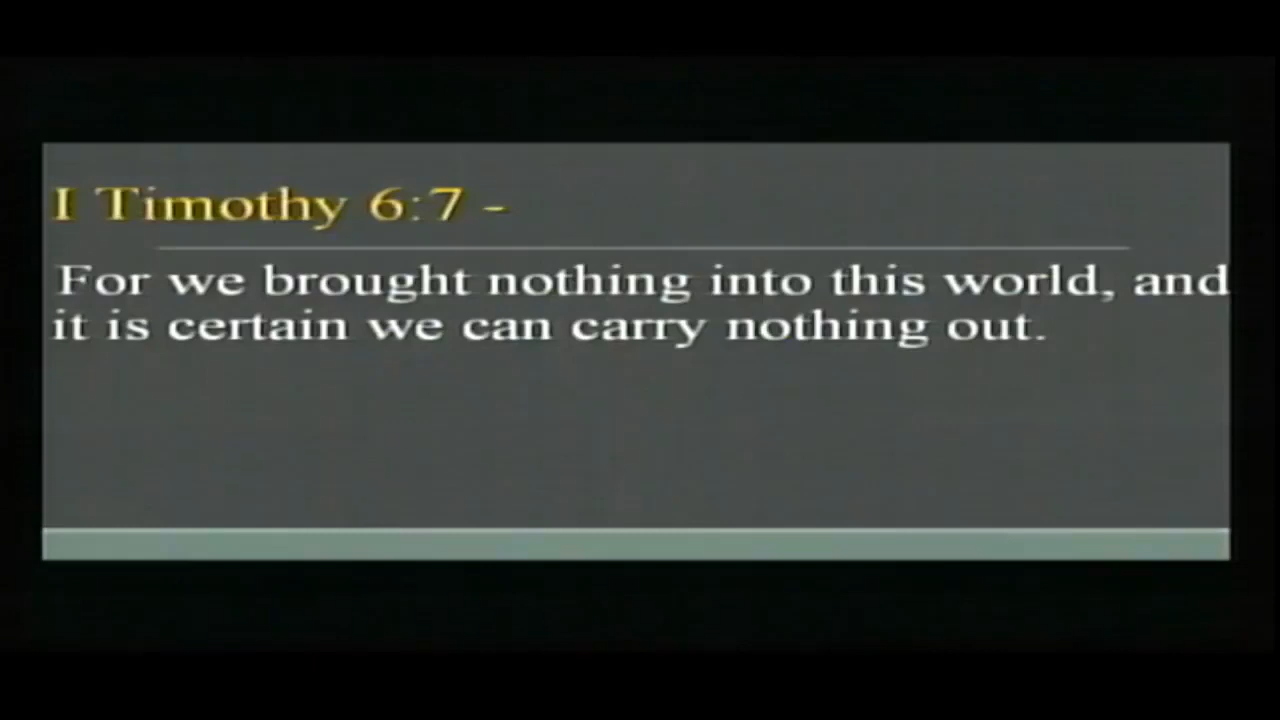 I Timothy 6:7 -
For we brought nothing into this world, and
it is certain we can carry nothing out.